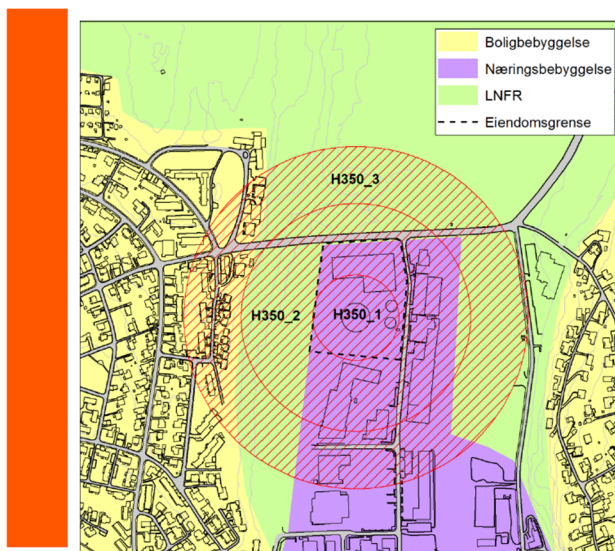 Boligbebyggelse
Næringsbebyggelse
LNFR
Eiendomsgrense
H350_3
H350_2
H350_1